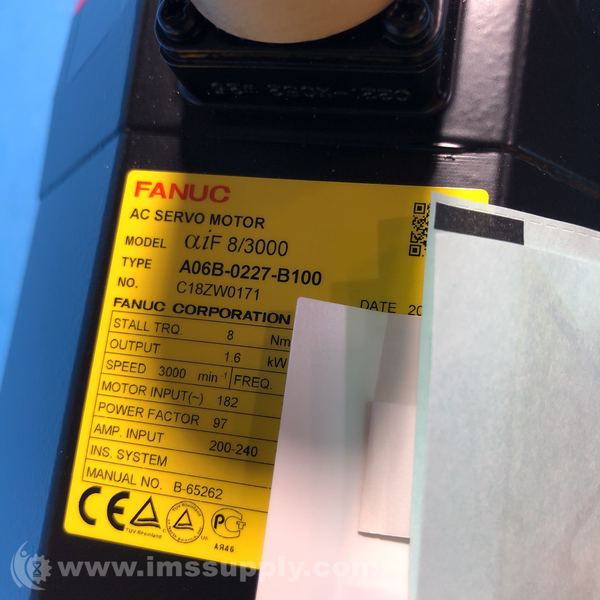 FANUC
AC SERVO MOTOR
MODEL αiF 8/3000
TYPE A06B-0227-B100
NO. C18ZW0171
DATE 20
FANUC CORPORATION
STALL TRQ. 8 Nm
OUTPUT 1.6 kW
SPEED 3000 min⁻¹ FREQ.
MOTOR INPUT(~) 182
POWER FACTOR 97
AMP. INPUT 200-240
INS. SYSTEM
MANUAL NO. B-65262
CE
TÜV Rheinland
АЯ46
www.imssupply.com